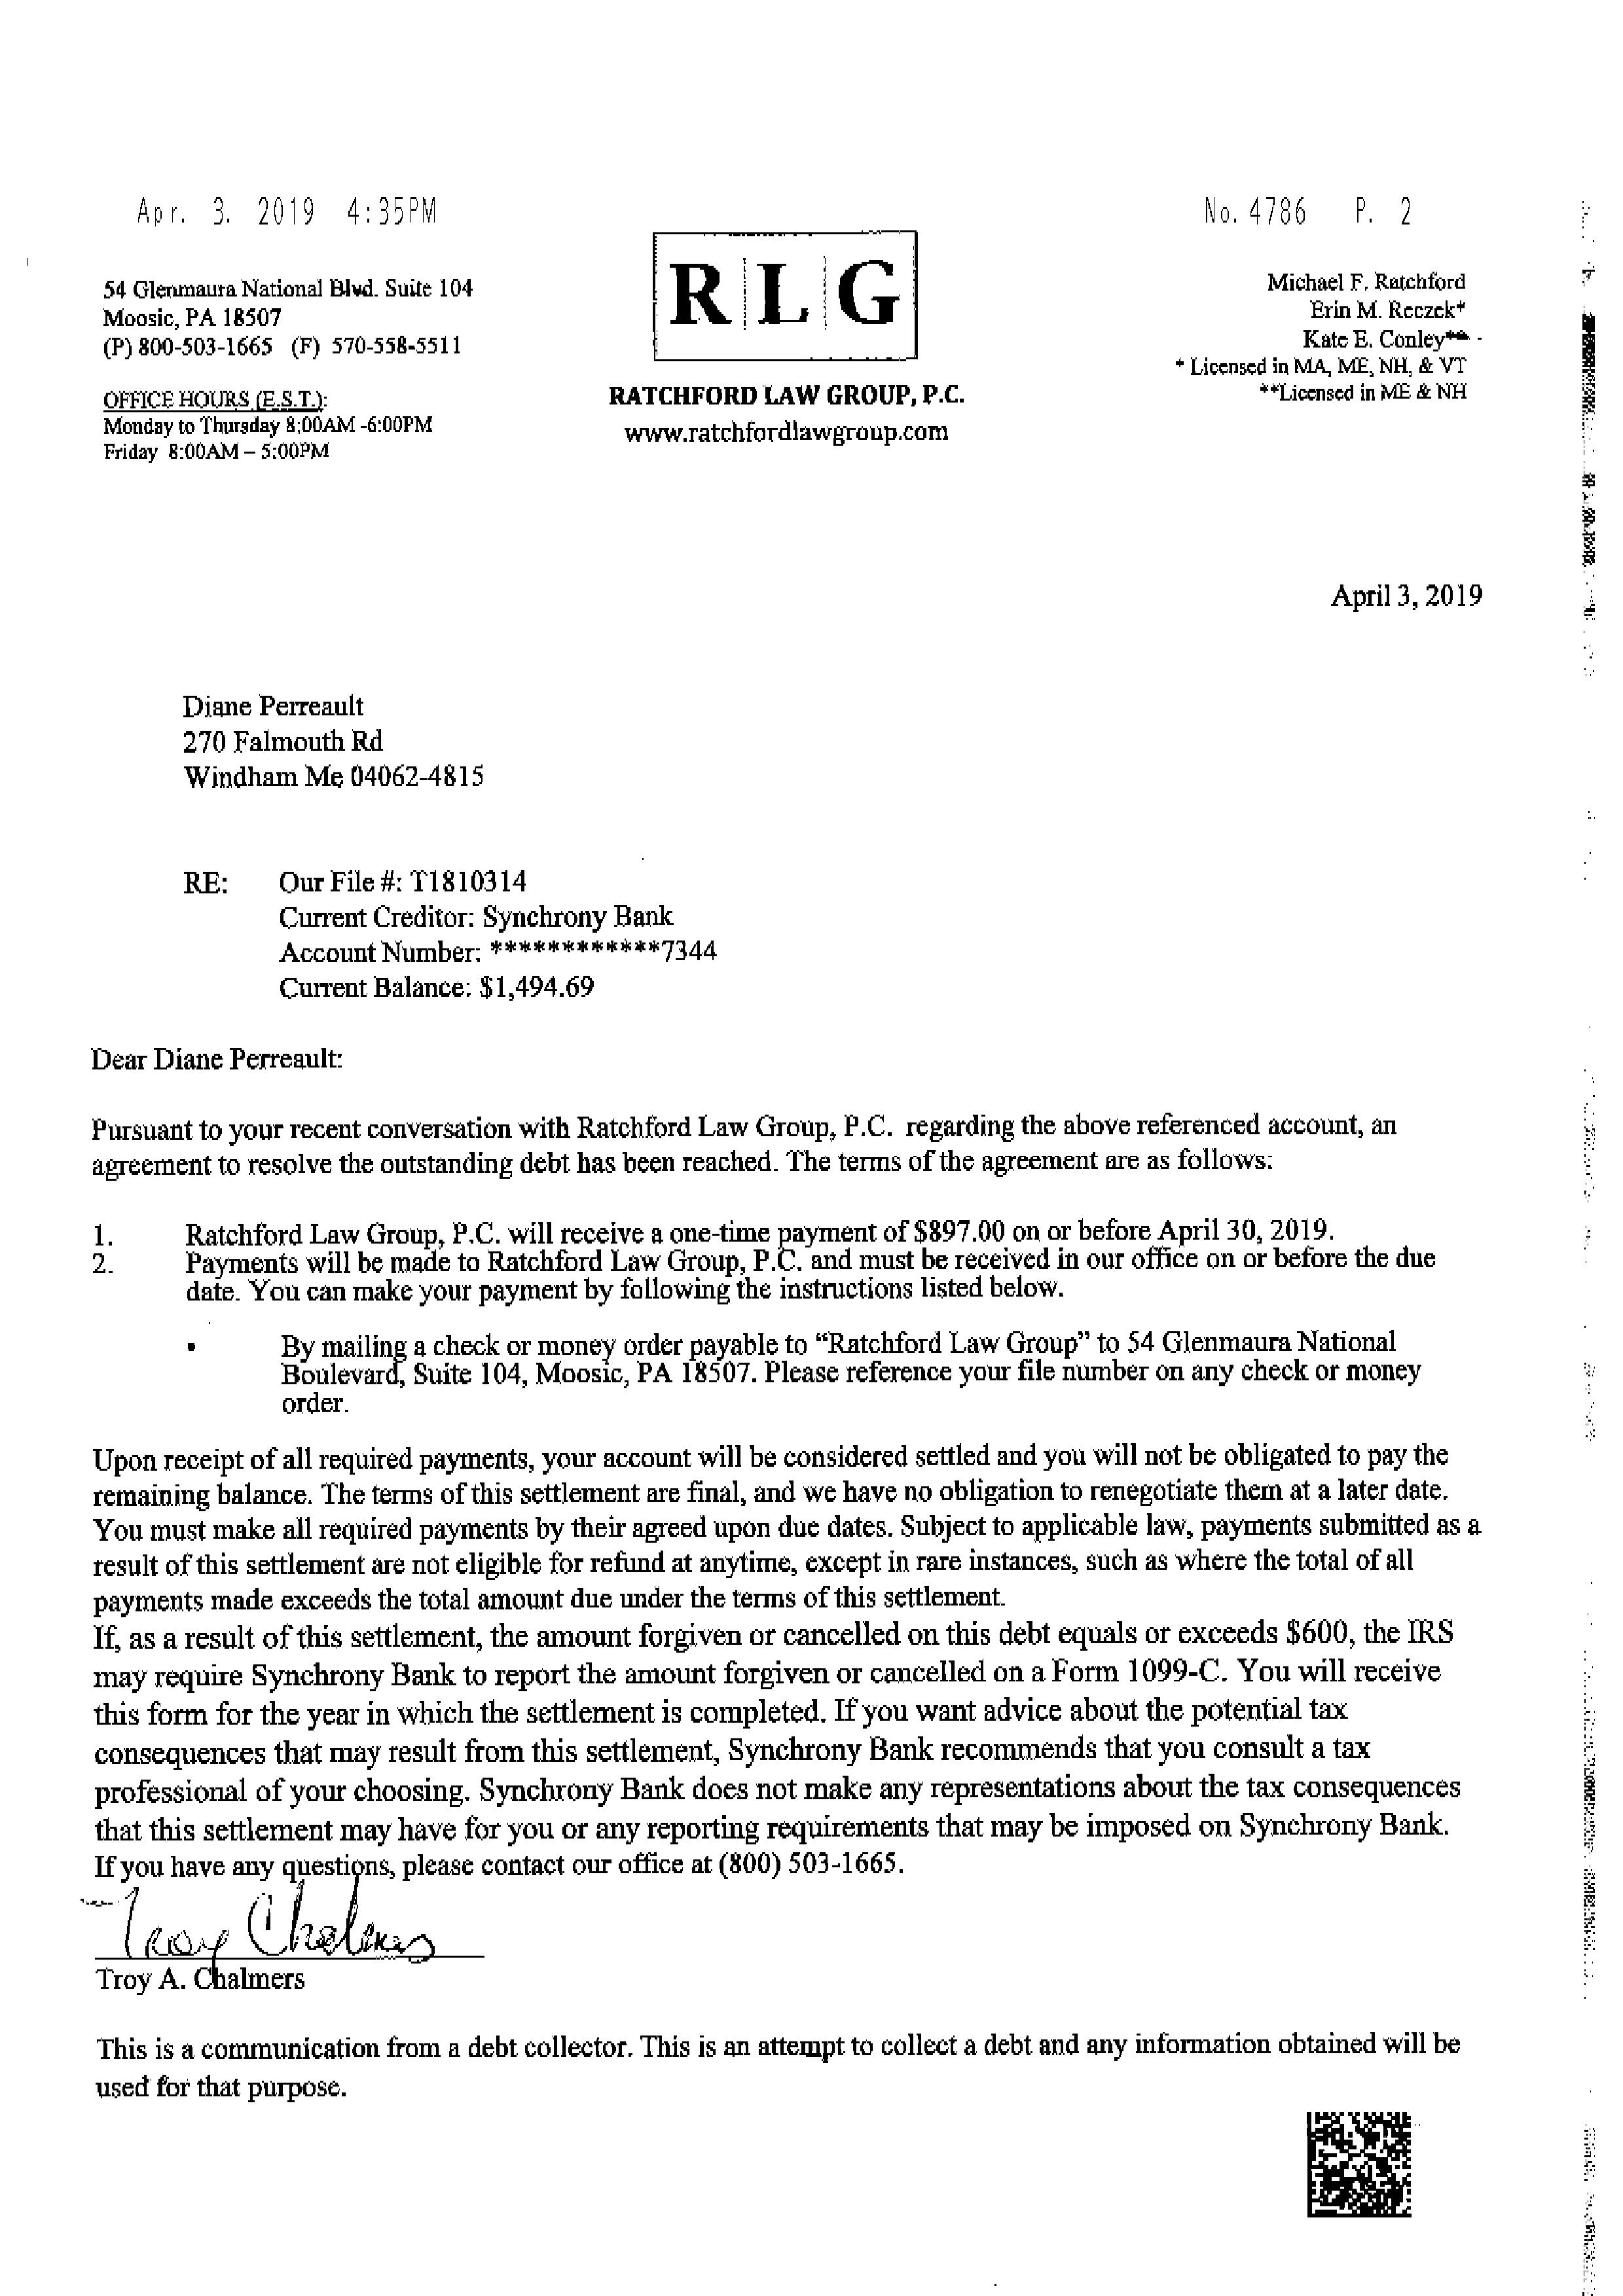 Apr. 3. 2019 4:35PM
No. 4786 P. 2
54 Glenmaura National Blvd. Suite 104
Moosic, PA 18507
(P) 800-503-1665 (F) 570-558-5511
OFFICE HOURS (E.S.T.):
Monday to Thursday 8:00AM -6:00PM
Friday 8:00AM – 5:00PM
R L G
RATCHFORD LAW GROUP, P.C.
www.ratchfordlawgroup.com
Michael F. Ratchford
Erin M. Reczek*
Kate E. Conley**
* Licensed in MA, ME, NH, & VT
**Licensed in ME & NH
April 3, 2019
Diane Perreault
270 Falmouth Rd
Windham Me 04062-4815
RE: Our File #: T1810314
Current Creditor: Synchrony Bank
Account Number: ************7344
Current Balance: $1,494.69
Dear Diane Perreault:
Pursuant to your recent conversation with Ratchford Law Group, P.C. regarding the above referenced account, an
agreement to resolve the outstanding debt has been reached. The terms of the agreement are as follows:
1. Ratchford Law Group, P.C. will receive a one-time payment of $897.00 on or before April 30, 2019.
2. Payments will be made to Ratchford Law Group, P.C. and must be received in our office on or before the due
date. You can make your payment by following the instructions listed below.
• By mailing a check or money order payable to “Ratchford Law Group” to 54 Glenmaura National
Boulevard, Suite 104, Moosic, PA 18507. Please reference your file number on any check or money
order.
Upon receipt of all required payments, your account will be considered settled and you will not be obligated to pay the
remaining balance. The terms of this settlement are final, and we have no obligation to renegotiate them at a later date.
You must make all required payments by their agreed upon due dates. Subject to applicable law, payments submitted as a
result of this settlement are not eligible for refund at anytime, except in rare instances, such as where the total of all
payments made exceeds the total amount due under the terms of this settlement.
If, as a result of this settlement, the amount forgiven or cancelled on this debt equals or exceeds $600, the IRS
may require Synchrony Bank to report the amount forgiven or cancelled on a Form 1099-C. You will receive
this form for the year in which the settlement is completed. If you want advice about the potential tax
consequences that may result from this settlement, Synchrony Bank recommends that you consult a tax
professional of your choosing. Synchrony Bank does not make any representations about the tax consequences
that this settlement may have for you or any reporting requirements that may be imposed on Synchrony Bank.
If you have any questions, please contact our office at (800) 503-1665.
Troy Chalmers
Troy A. Chalmers
This is a communication from a debt collector. This is an attempt to collect a debt and any information obtained will be
used for that purpose.